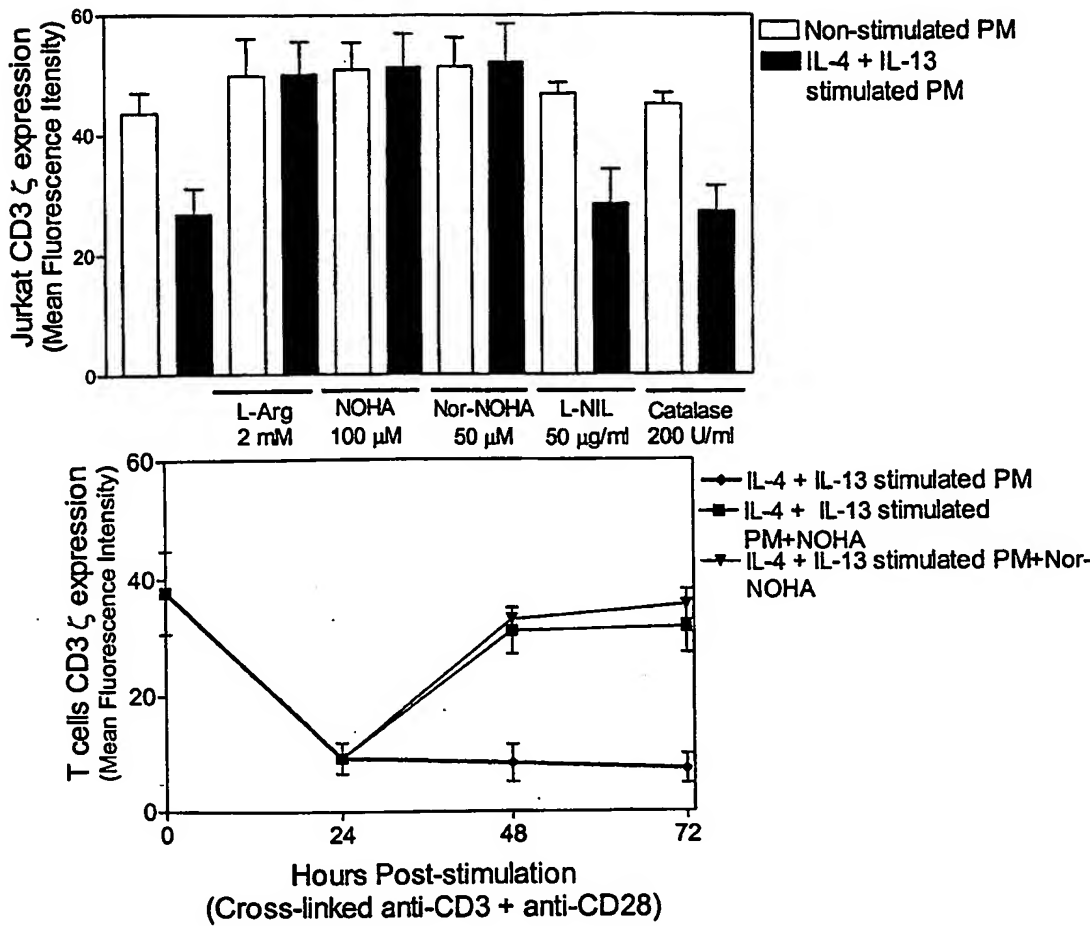 Jurkat CD3 ζ expression
(Mean Fluorescence Itensity)
60
40
20
0
Non-stimulated PM
IL-4 + IL-13
stimulated PM
L-Arg
2 mM
NOHA
100 μM
Nor-NOHA
50 μM
L-NIL
50 μg/ml
Catalase
200 U/ml
T cells CD3 ζ expression
(Mean Fluorescence Intensity)
60
40
20
0
0
24
48
72
IL-4 + IL-13 stimulated PM
IL-4 + IL-13 stimulated
PM+NOHA
IL-4 + IL-13 stimulated PM+Nor-
NOHA
Hours Post-stimulation
(Cross-linked anti-CD3 + anti-CD28)